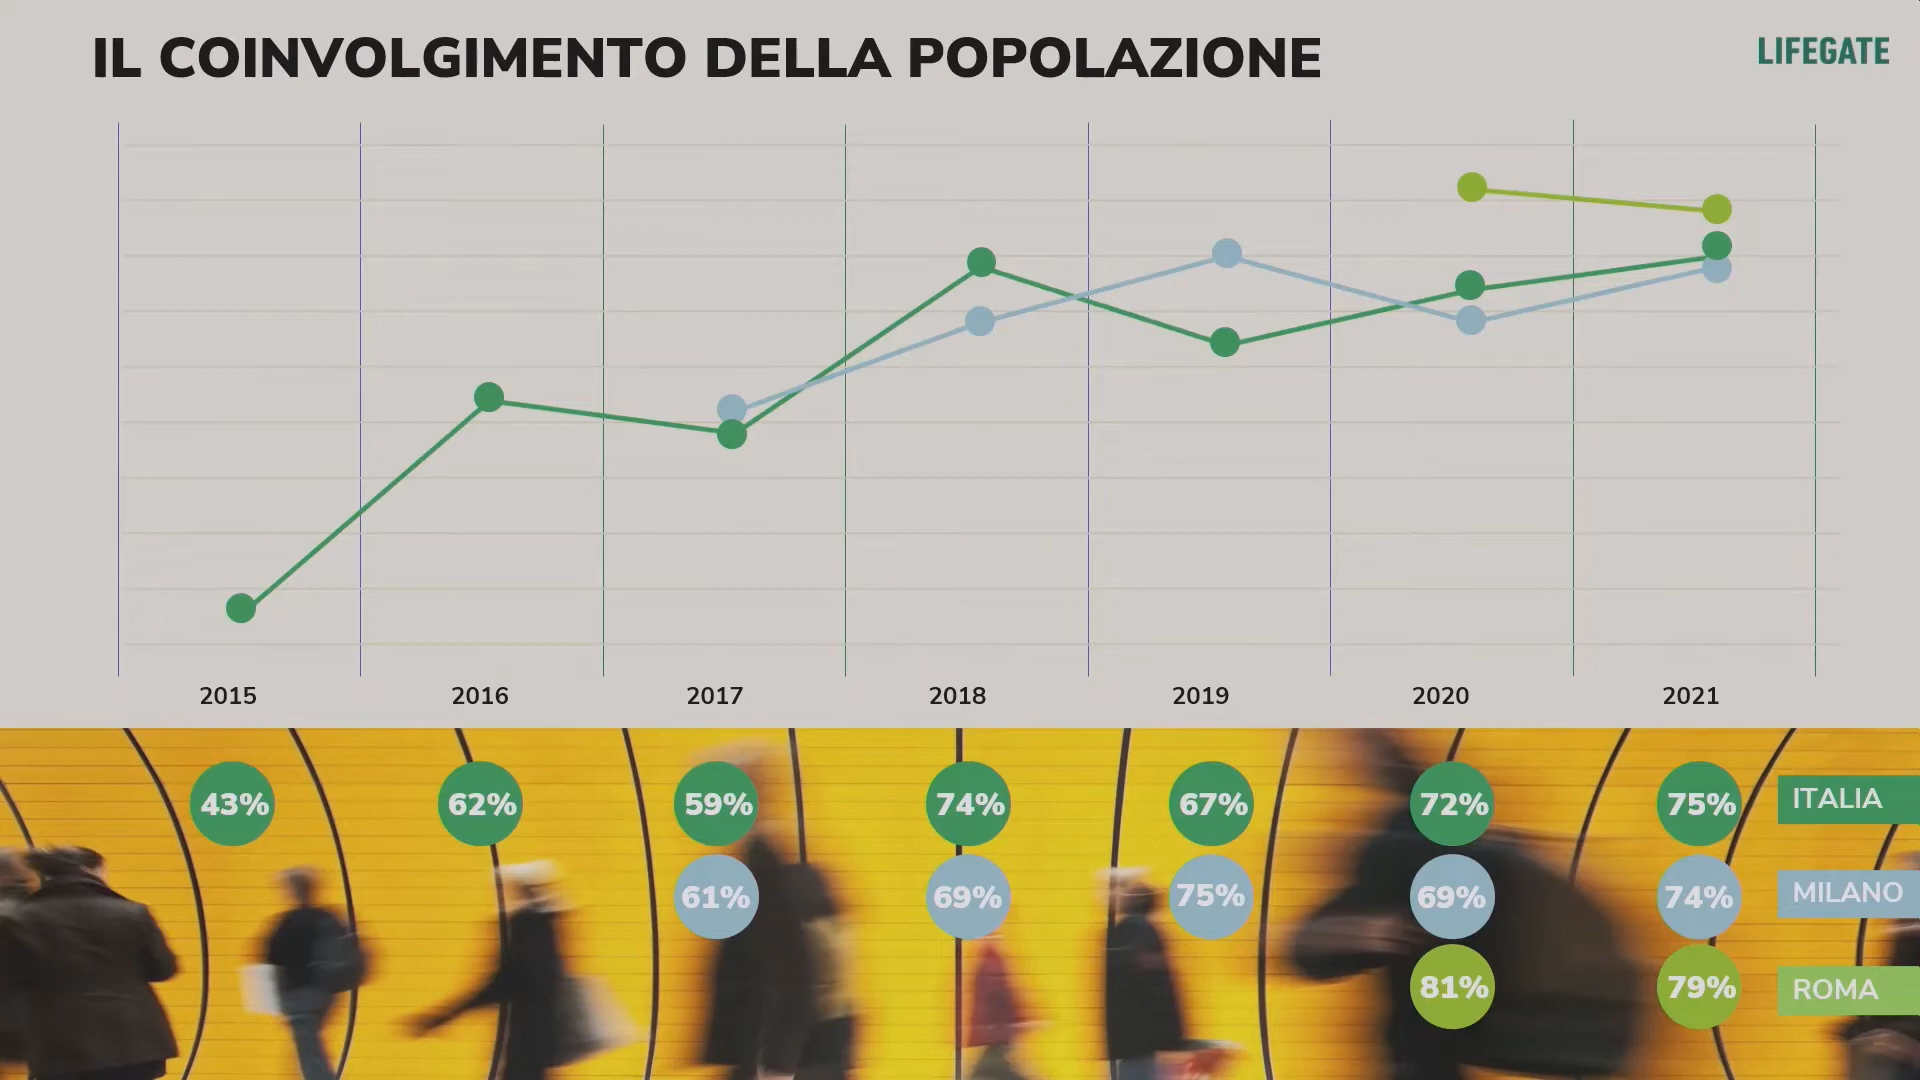 IL COINVOLGIMENTO DELLA POPOLAZIONE
LIFEGATE
2015 2016 2017 2018 2019 2020 2021
43% 62% 59% 74% 67% 72% 75% ITALIA
61% 69% 75% 69% 74% MILANO
81% 79% ROMA